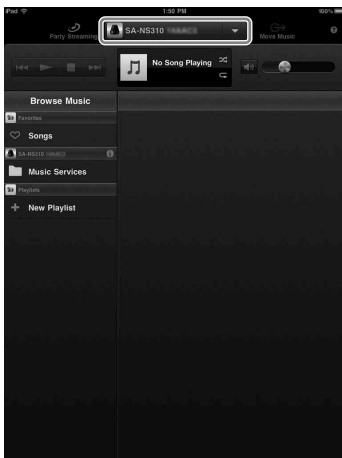 iPad 1:50 PM 100%
Party Streaming SA-NS310 Move Music
No Song Playing
Browse Music
Favorites
Songs
SA-NS310
Music Services
Playlists
New Playlist